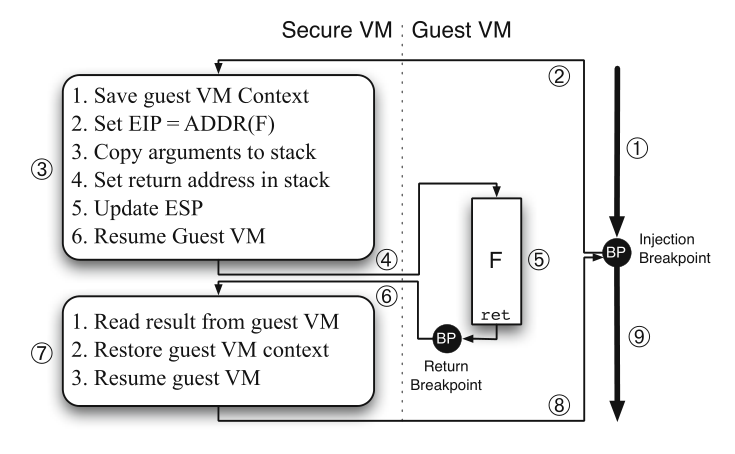 Secure VM
Guest VM
②
1. Save guest VM Context
2. Set EIP = ADDR(F)
3. Copy arguments to stack
4. Set return address in stack
5. Update ESP
6. Resume Guest VM
③
①
BP
Injection
Breakpoint
F
⑤
ret
④
⑥
BP
Return
Breakpoint
1. Read result from guest VM
2. Restore guest VM context
3. Resume guest VM
⑦
⑨
⑧